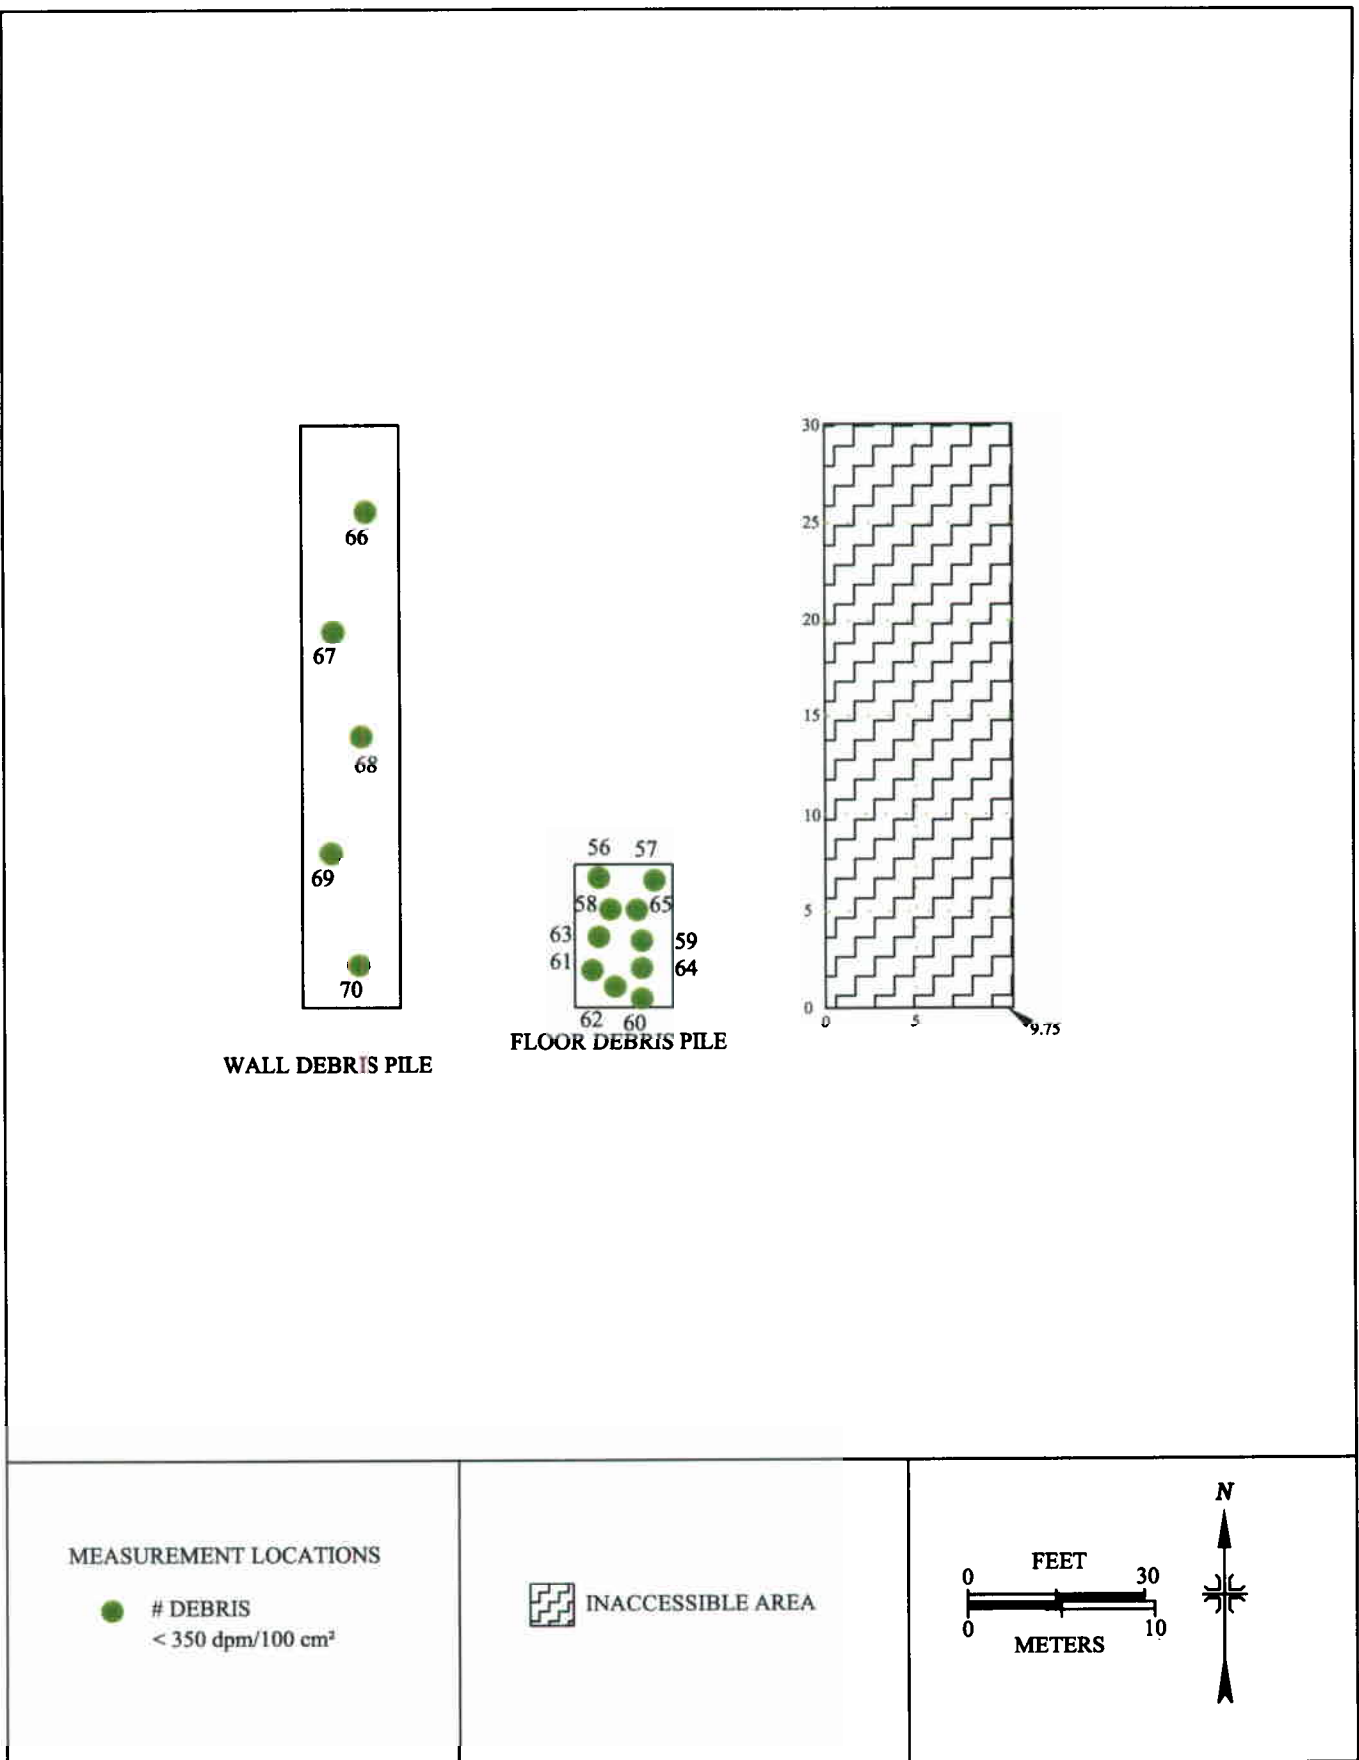 66
67
68
69
70
WALL DEBRIS PILE
56 57
58 65
63 59
61 64
62 60
FLOOR DEBRIS PILE
30
25
20
15
10
5
0
0 5 9.75
MEASUREMENT LOCATIONS
# DEBRIS
< 350 dpm/100 cm²
INACCESSIBLE AREA
FEET
0 30
0 10
METERS
N